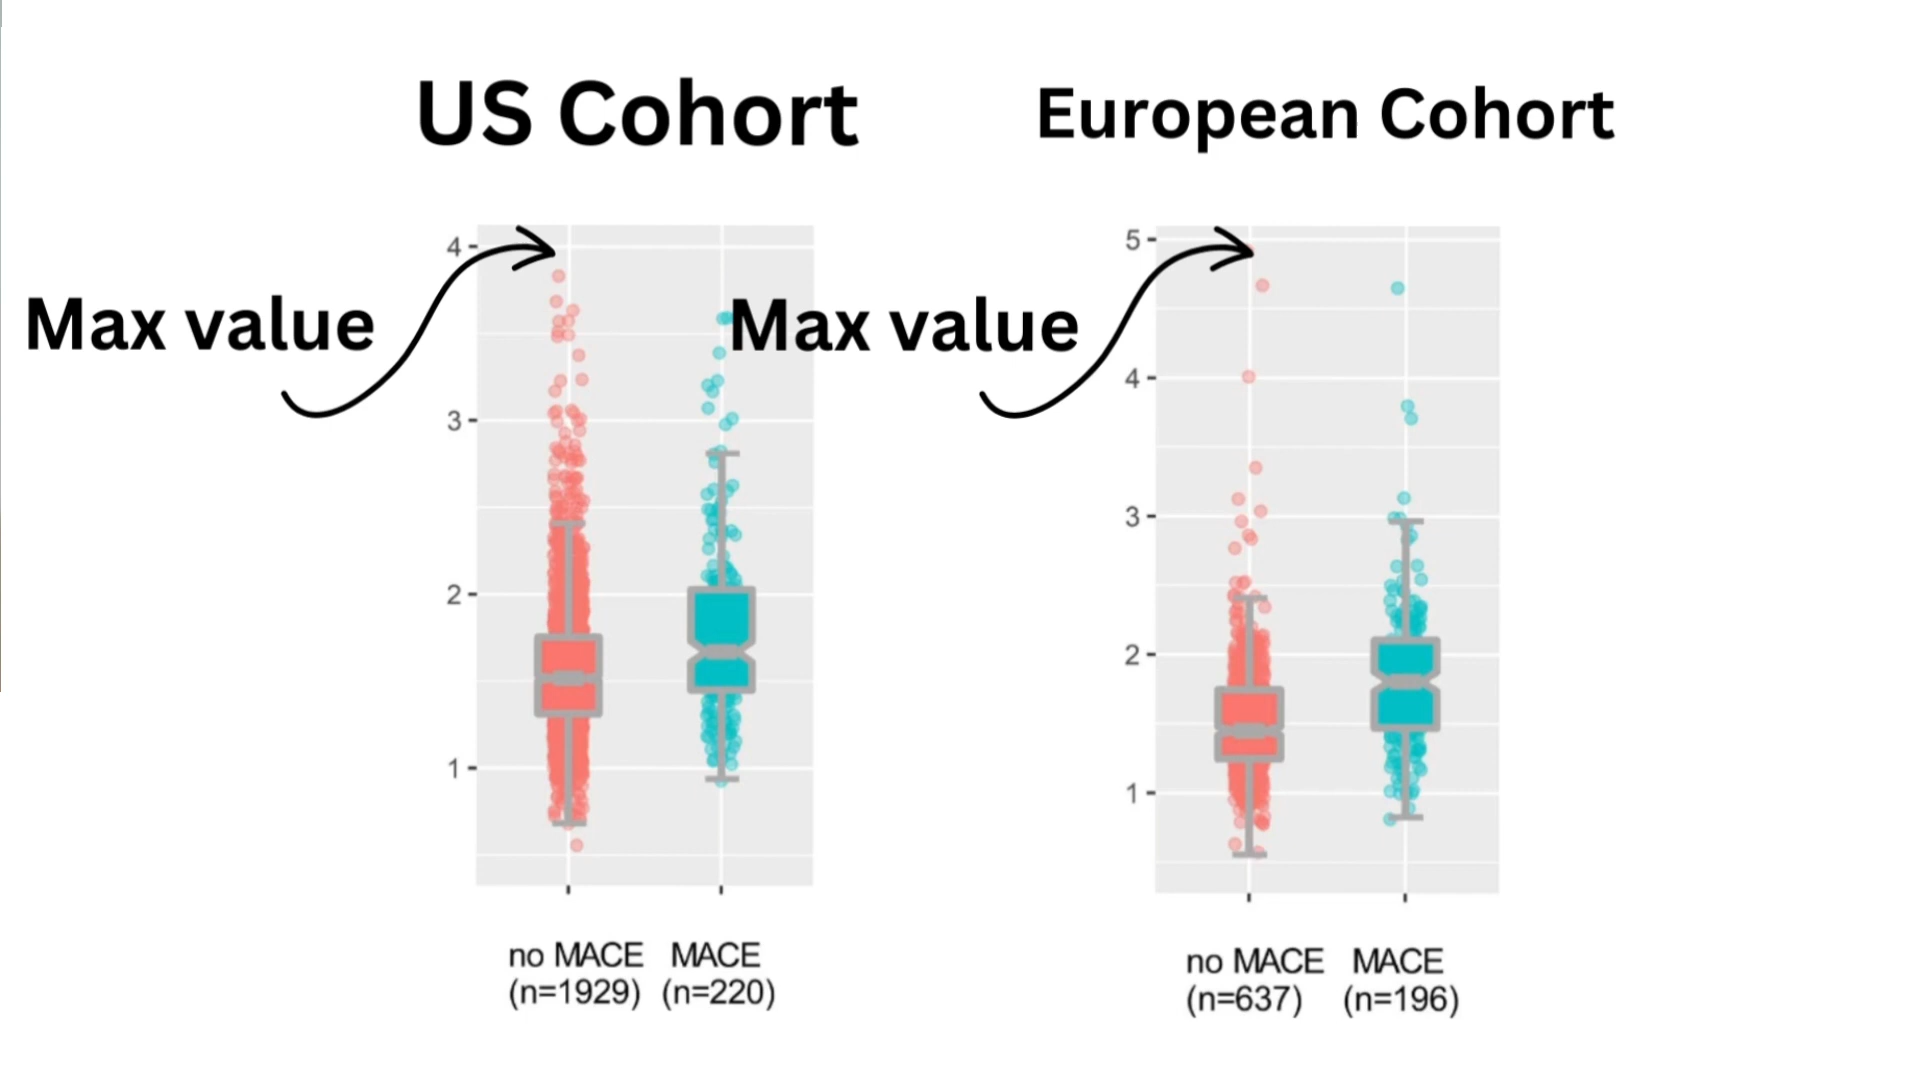 US Cohort
European Cohort
Max value
4
3
2
1
no MACE MACE
(n=1929) (n=220)
Max value
5
4
3
2
1
no MACE MACE
(n=637) (n=196)